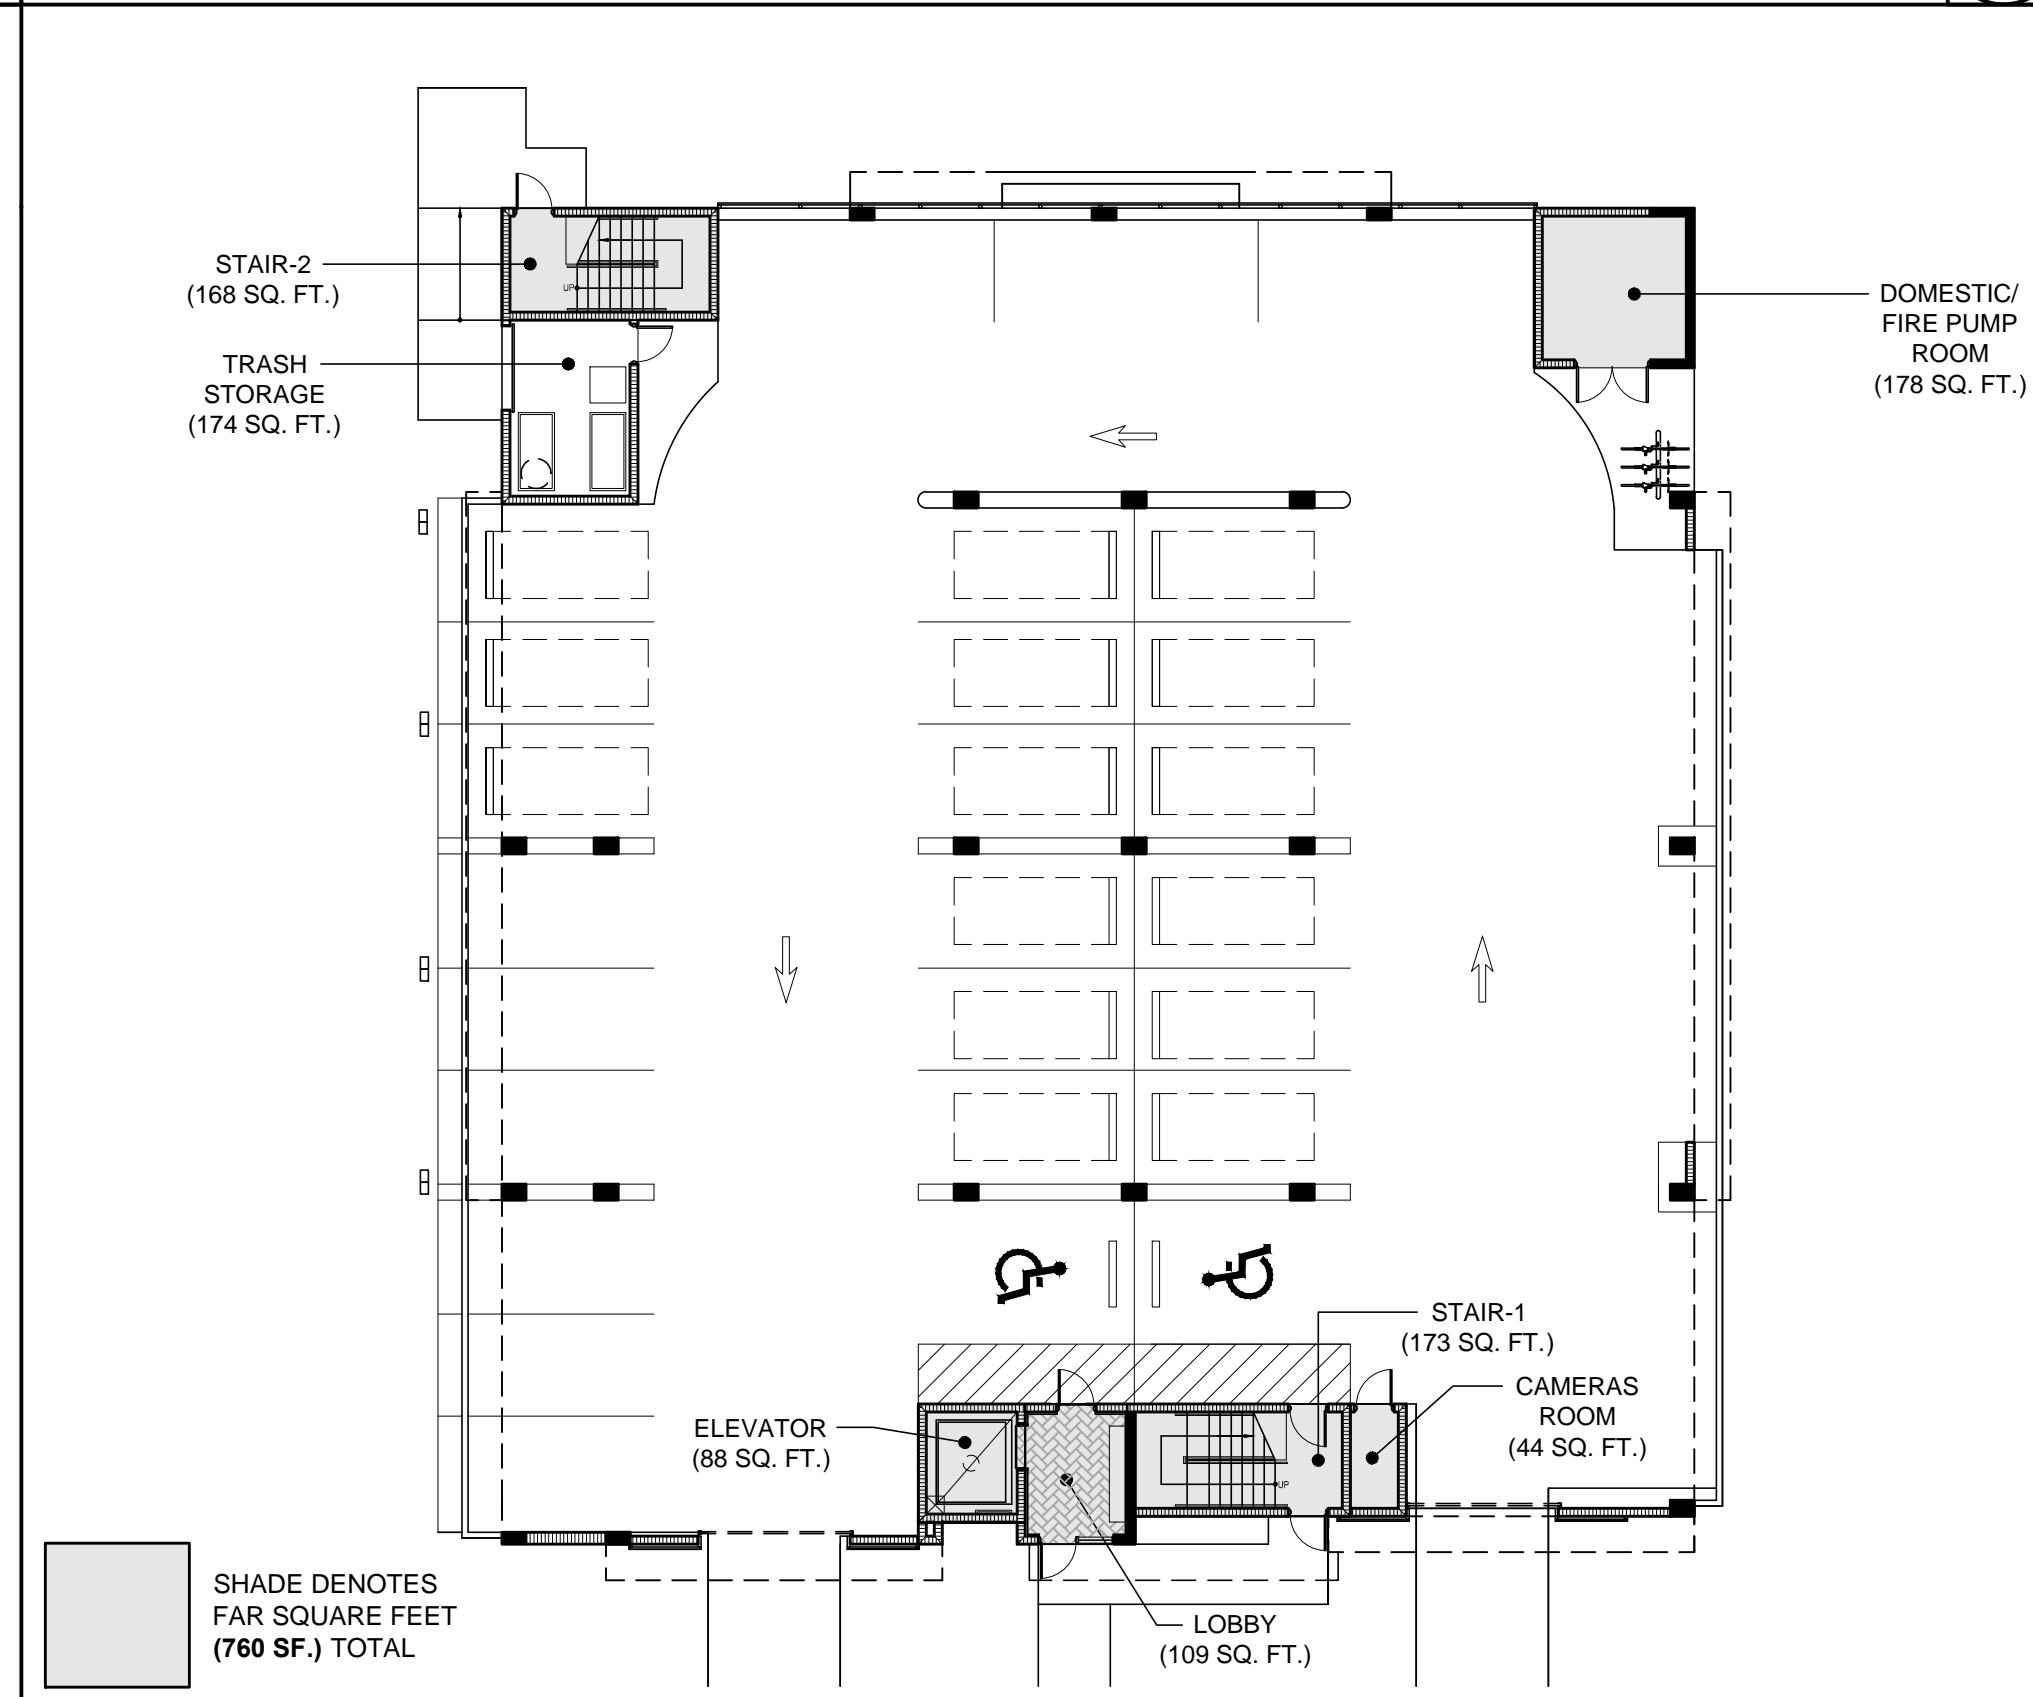 STAIR-2
(168 SQ. FT.)
TRASH
STORAGE
(174 SQ. FT.)
DOMESTIC/
FIRE PUMP
ROOM
(178 SQ. FT.)
UP
STAIR-1
(173 SQ. FT.)
CAMERAS
ROOM
(44 SQ. FT.)
ELEVATOR
(88 SQ. FT.)
UP
LOBBY
(109 SQ. FT.)
SHADE DENOTES
FAR SQUARE FEET
(760 SF.) TOTAL